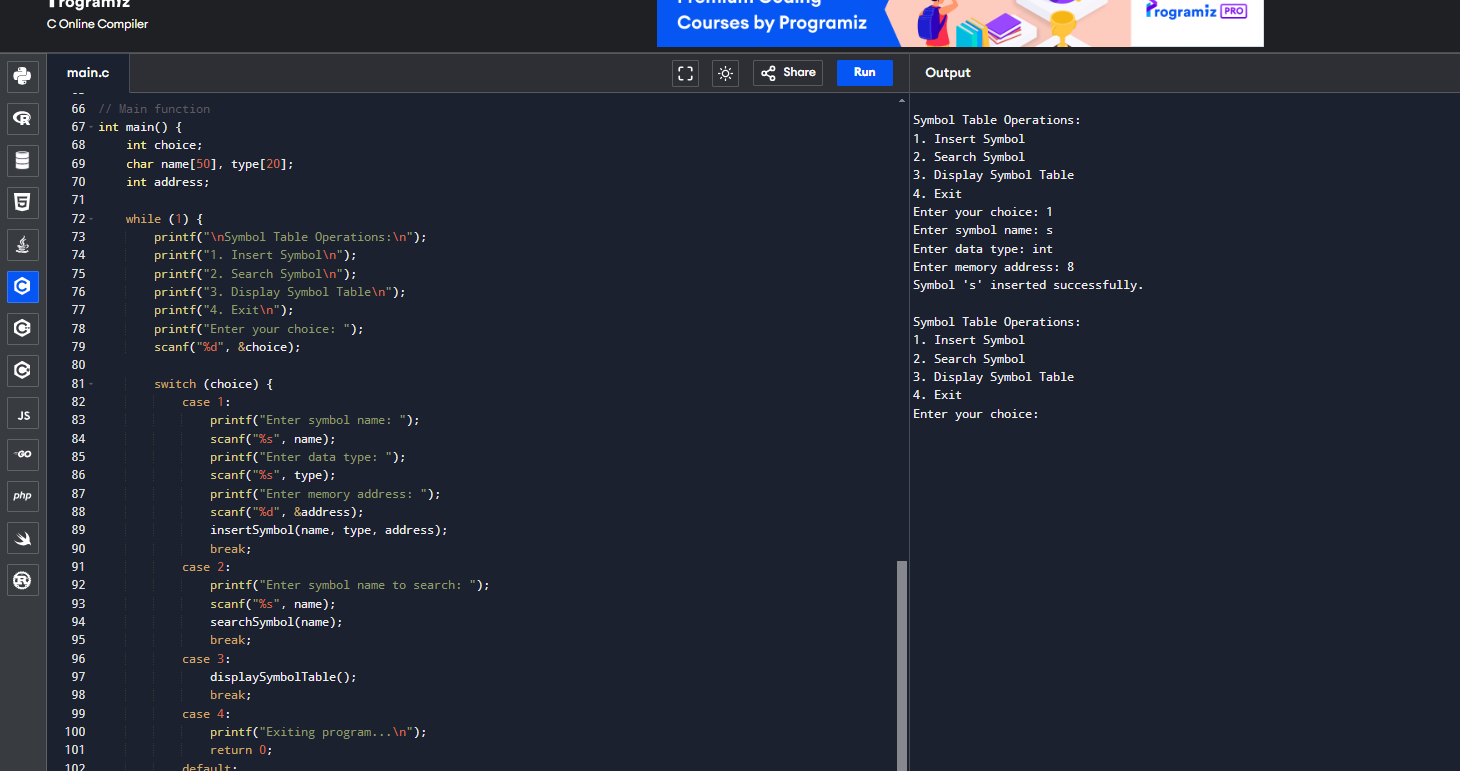 Programiz
C Online Compiler
Premium Coding
Courses by Programiz
Programiz PRO
main.c
Share
Run
Output
66 // Main function
67 int main() {
68 int choice;
69 char name[50], type[20];
70 int address;
71
72 while (1) {
73 printf("\nSymbol Table Operations:\n");
74 printf("1. Insert Symbol\n");
75 printf("2. Search Symbol\n");
76 printf("3. Display Symbol Table\n");
77 printf("4. Exit\n");
78 printf("Enter your choice: ");
79 scanf("%d", &choice);
80
81 switch (choice) {
82 case 1:
83 printf("Enter symbol name: ");
84 scanf("%s", name);
85 printf("Enter data type: ");
86 scanf("%s", type);
87 printf("Enter memory address: ");
88 scanf("%d", &address);
89 insertSymbol(name, type, address);
90 break;
91 case 2:
92 printf("Enter symbol name to search: ");
93 scanf("%s", name);
94 searchSymbol(name);
95 break;
96 case 3:
97 displaySymbolTable();
98 break;
99 case 4:
100 printf("Exiting program...\n");
101 return 0;
102 default:
Symbol Table Operations:
1. Insert Symbol
2. Search Symbol
3. Display Symbol Table
4. Exit
Enter your choice: 1
Enter symbol name: s
Enter data type: int
Enter memory address: 8
Symbol 's' inserted successfully.
Symbol Table Operations:
1. Insert Symbol
2. Search Symbol
3. Display Symbol Table
4. Exit
Enter your choice:
JS
GO
php